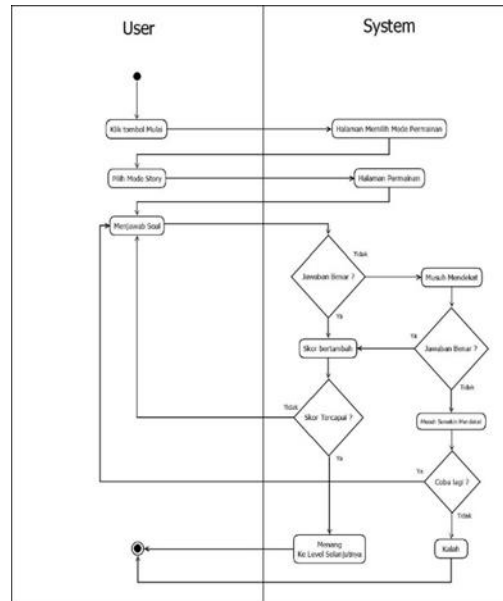 User
System
Klik tombol Mulai
Halaman Memilih Mode Permainan
Pilih Mode Story
Halaman Permainan
Menjawab Soal
Tidak
Jawaban Benar ?
Musuh Mendekat
Ya
Skor bertambah
Ya
Jawaban Benar ?
Tidak
Tidak
Skor Tercapai ?
Musuh Semakin Mendekat
Ya
Ya
Coba lagi ?
Tidak
Menang
Ke Level Selanjutnya
Kalah